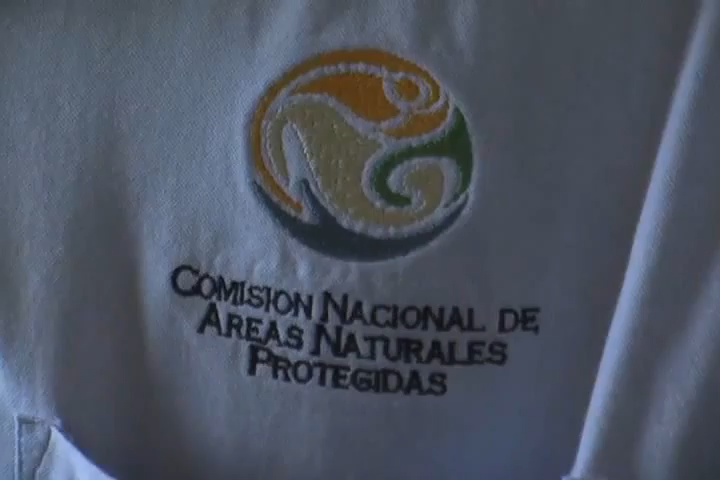 COMISION NACIONAL DE
AREAS NATURALES
PROTEGIDAS